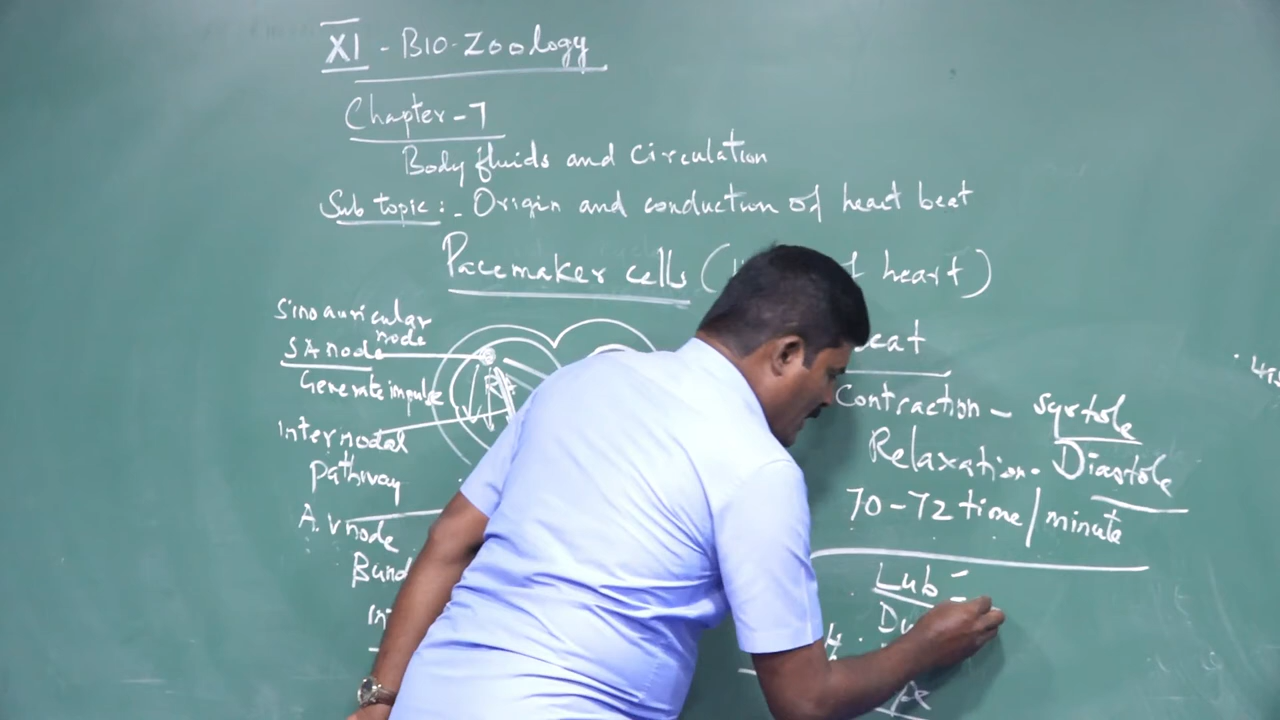 XI - BIO-Zoology
Chapter - 7
Body fluids and circulation
Sub topic :- Origin and conduction of heart beat
Pacemaker cells ( heart)
Sinoauricular
node
SA node
Generate impulse
Internodal
pathway
A.V node
RA
Contraction - Systole
Relaxation - Diastole
70-72 time/minute
Lub =